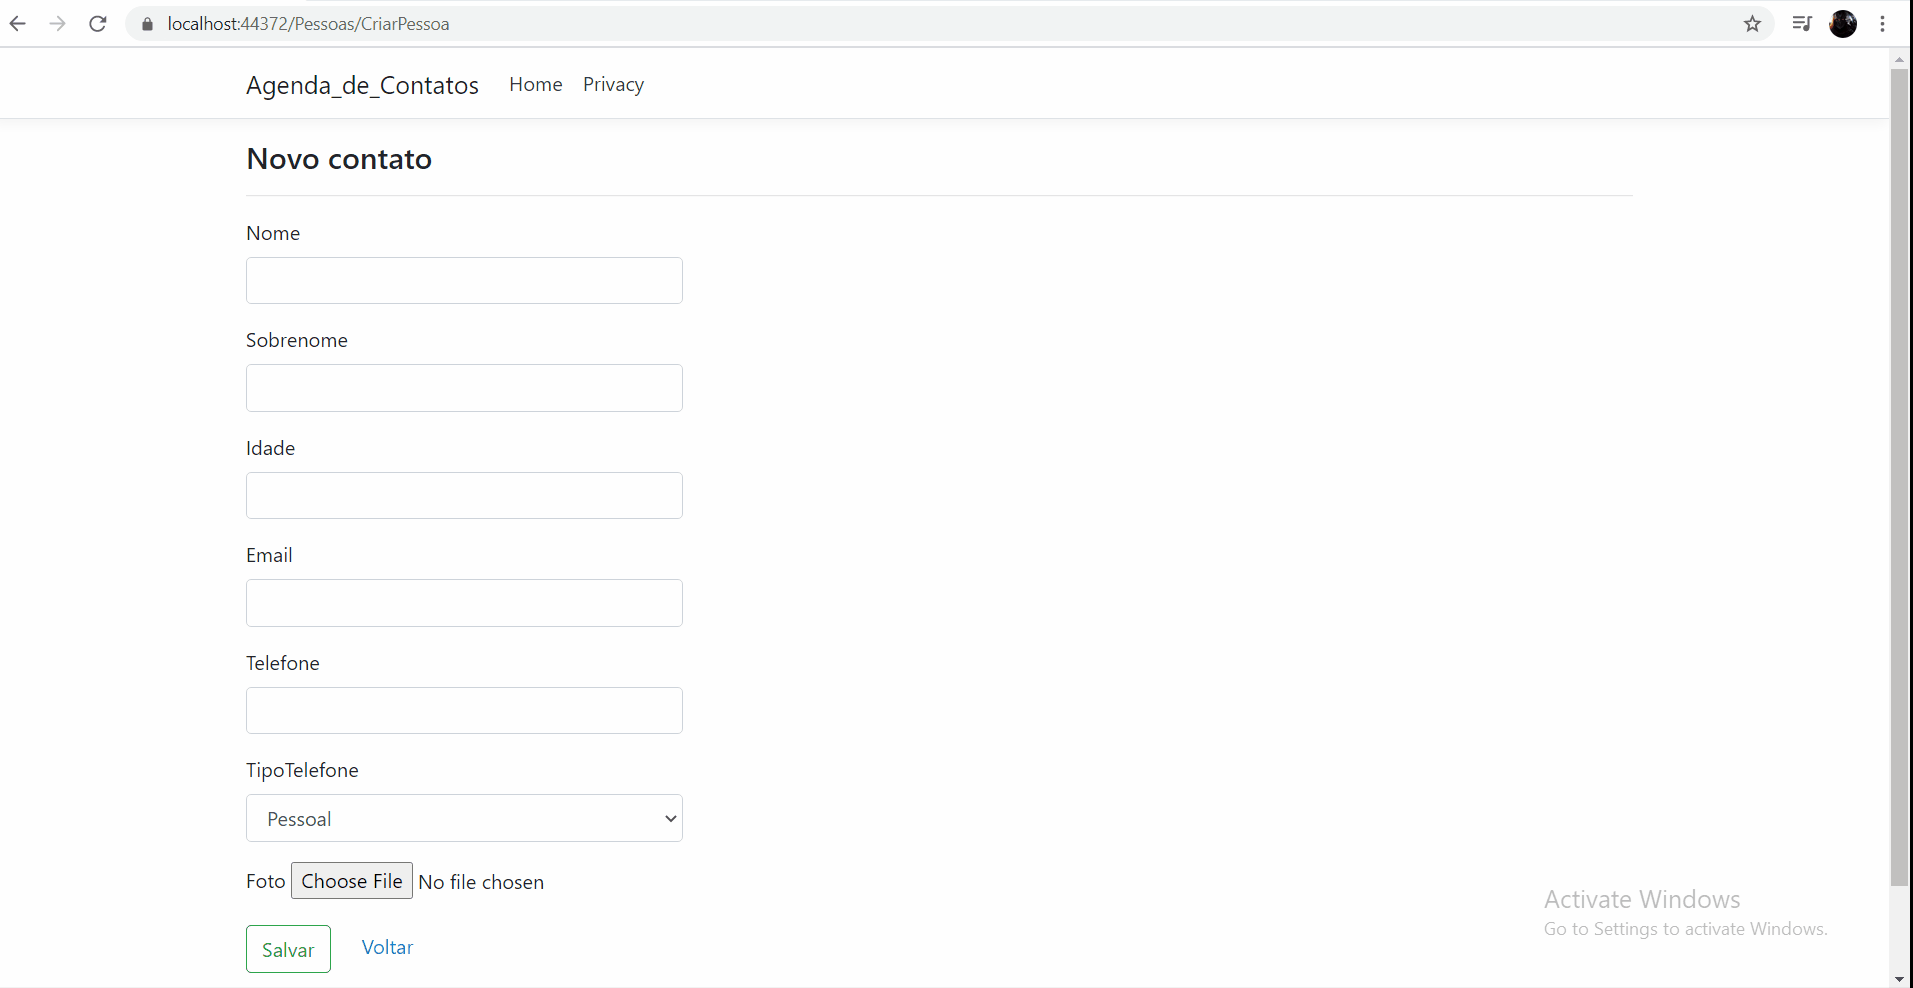 localhost:44372/Pessoas/CriarPessoa
Agenda_de_Contatos Home Privacy
Novo contato
Nome
Sobrenome
Idade
Email
Telefone
TipoTelefone
Pessoal
Foto Choose File No file chosen
Salvar Voltar
Activate Windows
Go to Settings to activate Windows.